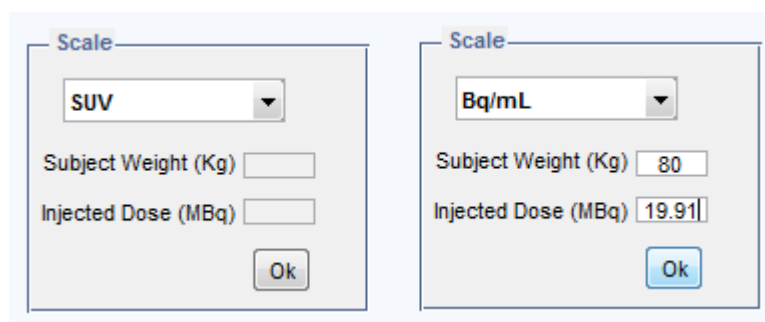 Scale
SUV
Subject Weight (Kg)
Injected Dose (MBq)
Ok
Scale
Bq/mL
Subject Weight (Kg) 80
Injected Dose (MBq) 19.91
Ok